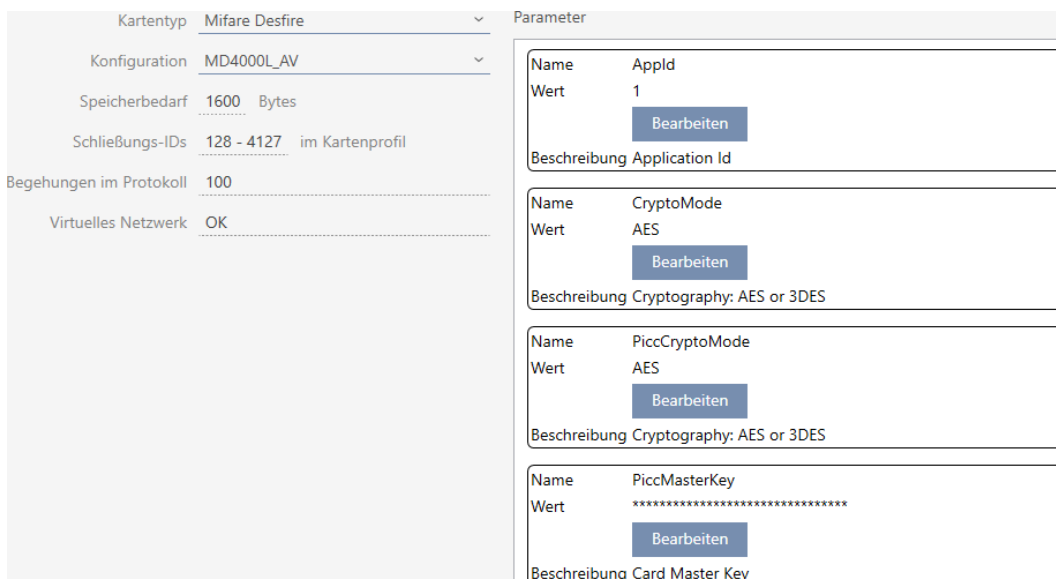 Kartentyp Mifare Desfire
Konfiguration MD4000L_AV
Speicherbedarf 1600 Bytes
Schließungs-IDs 128 - 4127 im Kartenprofil
Begehungen im Protokoll 100
Virtuelles Netzwerk OK
Parameter
Name AppId
Wert 1
Bearbeiten
Beschreibung Application Id
Name CryptoMode
Wert AES
Bearbeiten
Beschreibung Cryptography: AES or 3DES
Name PiccCryptoMode
Wert AES
Bearbeiten
Beschreibung Cryptography: AES or 3DES
Name PiccMasterKey
Wert ********************************
Bearbeiten
Beschreibung Card Master Key